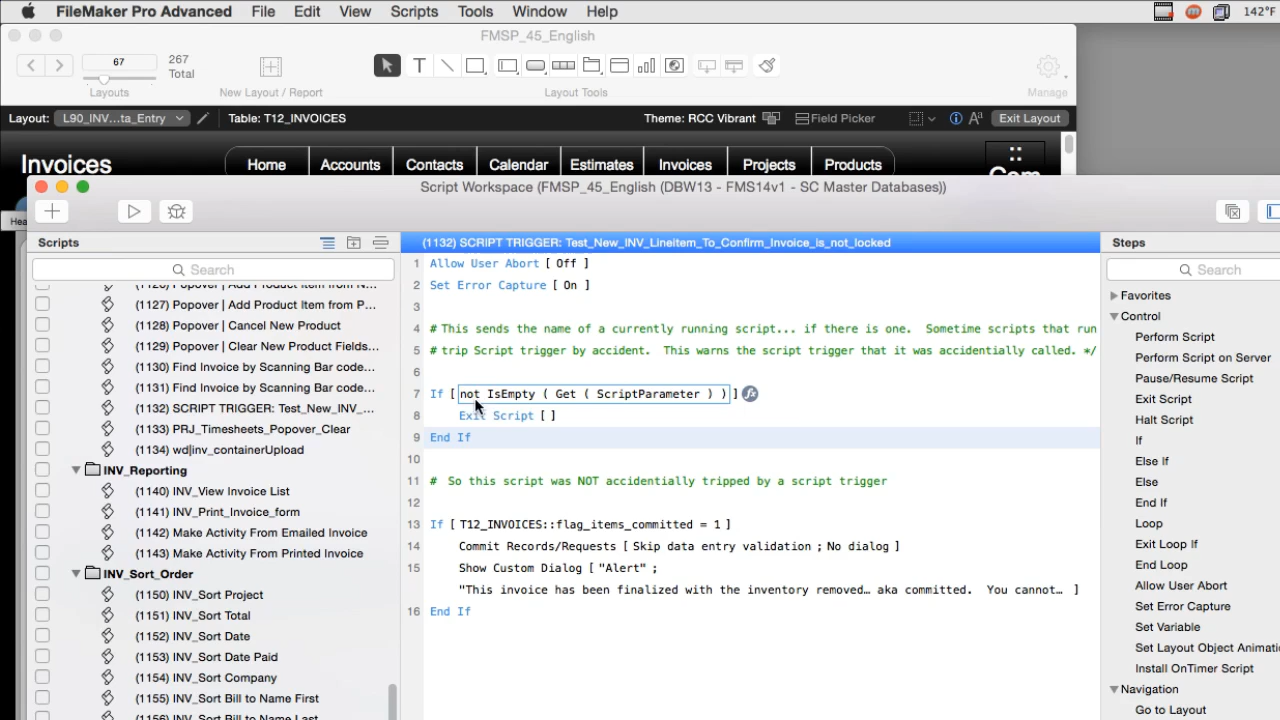 FileMaker Pro Advanced File Edit View Scripts Tools Window Help 142°F
FMSP_45_English
67
267
Total
Layouts
New Layout / Report
Layout Tools
Manage
Layout: L90_INV...ta_Entry Table: T12_INVOICES Theme: RCC Vibrant Field Picker Exit Layout
Invoices Home Accounts Contacts Calendar Estimates Invoices Projects Products
Script Workspace (FMSP_45_English (DBW13 - FMS14v1 - SC Master Databases))
Hea
Scripts
Search
(1127) Popover | Add Product Item from P...
(1128) Popover | Cancel New Product
(1129) Popover | Clear New Product Fields...
(1130) Find Invoice by Scanning Bar code...
(1131) Find Invoice by Scanning Bar code...
(1132) SCRIPT TRIGGER: Test_New_INV_...
(1133) PRJ_Timesheets_Popover_Clear
(1134) wd|inv_containerUpload
INV_Reporting
(1140) INV_View Invoice List
(1141) INV_Print_Invoice_form
(1142) Make Activity From Emailed Invoice
(1143) Make Activity From Printed Invoice
INV_Sort_Order
(1150) INV_Sort Project
(1151) INV_Sort Total
(1152) INV_Sort Date
(1153) INV_Sort Date Paid
(1154) INV_Sort Company
(1155) INV_Sort Bill to Name First
(1156) INV_Sort Bill to Name Last
(1132) SCRIPT TRIGGER: Test_New_INV_Lineitem_To_Confirm_Invoice_is_not_locked
1 Allow User Abort [ Off ]
2 Set Error Capture [ On ]
3
4 # This sends the name of a currently running script... if there is one. Sometime scripts that run
5 # trip Script trigger by accident. This warns the script trigger that it was accidentially called. */
6
7 If [ not IsEmpty ( Get ( ScriptParameter ) ) ]
8 Exit Script [ ]
9 End If
10
11 # So this script was NOT accidentially tripped by a script trigger
12
13 If [ T12_INVOICES::flag_items_committed = 1 ]
14 Commit Records/Requests [ Skip data entry validation ; No dialog ]
15 Show Custom Dialog [ "Alert" ;
"This invoice has been finalized with the inventory removed… aka committed. You cannot… ]
16 End If
Steps
Search
Favorites
Control
Perform Script
Perform Script on Server
Pause/Resume Script
Exit Script
Halt Script
If
Else If
Else
End If
Loop
Exit Loop If
End Loop
Allow User Abort
Set Error Capture
Set Variable
Set Layout Object Animati
Install OnTimer Script
Navigation
Go to Layout